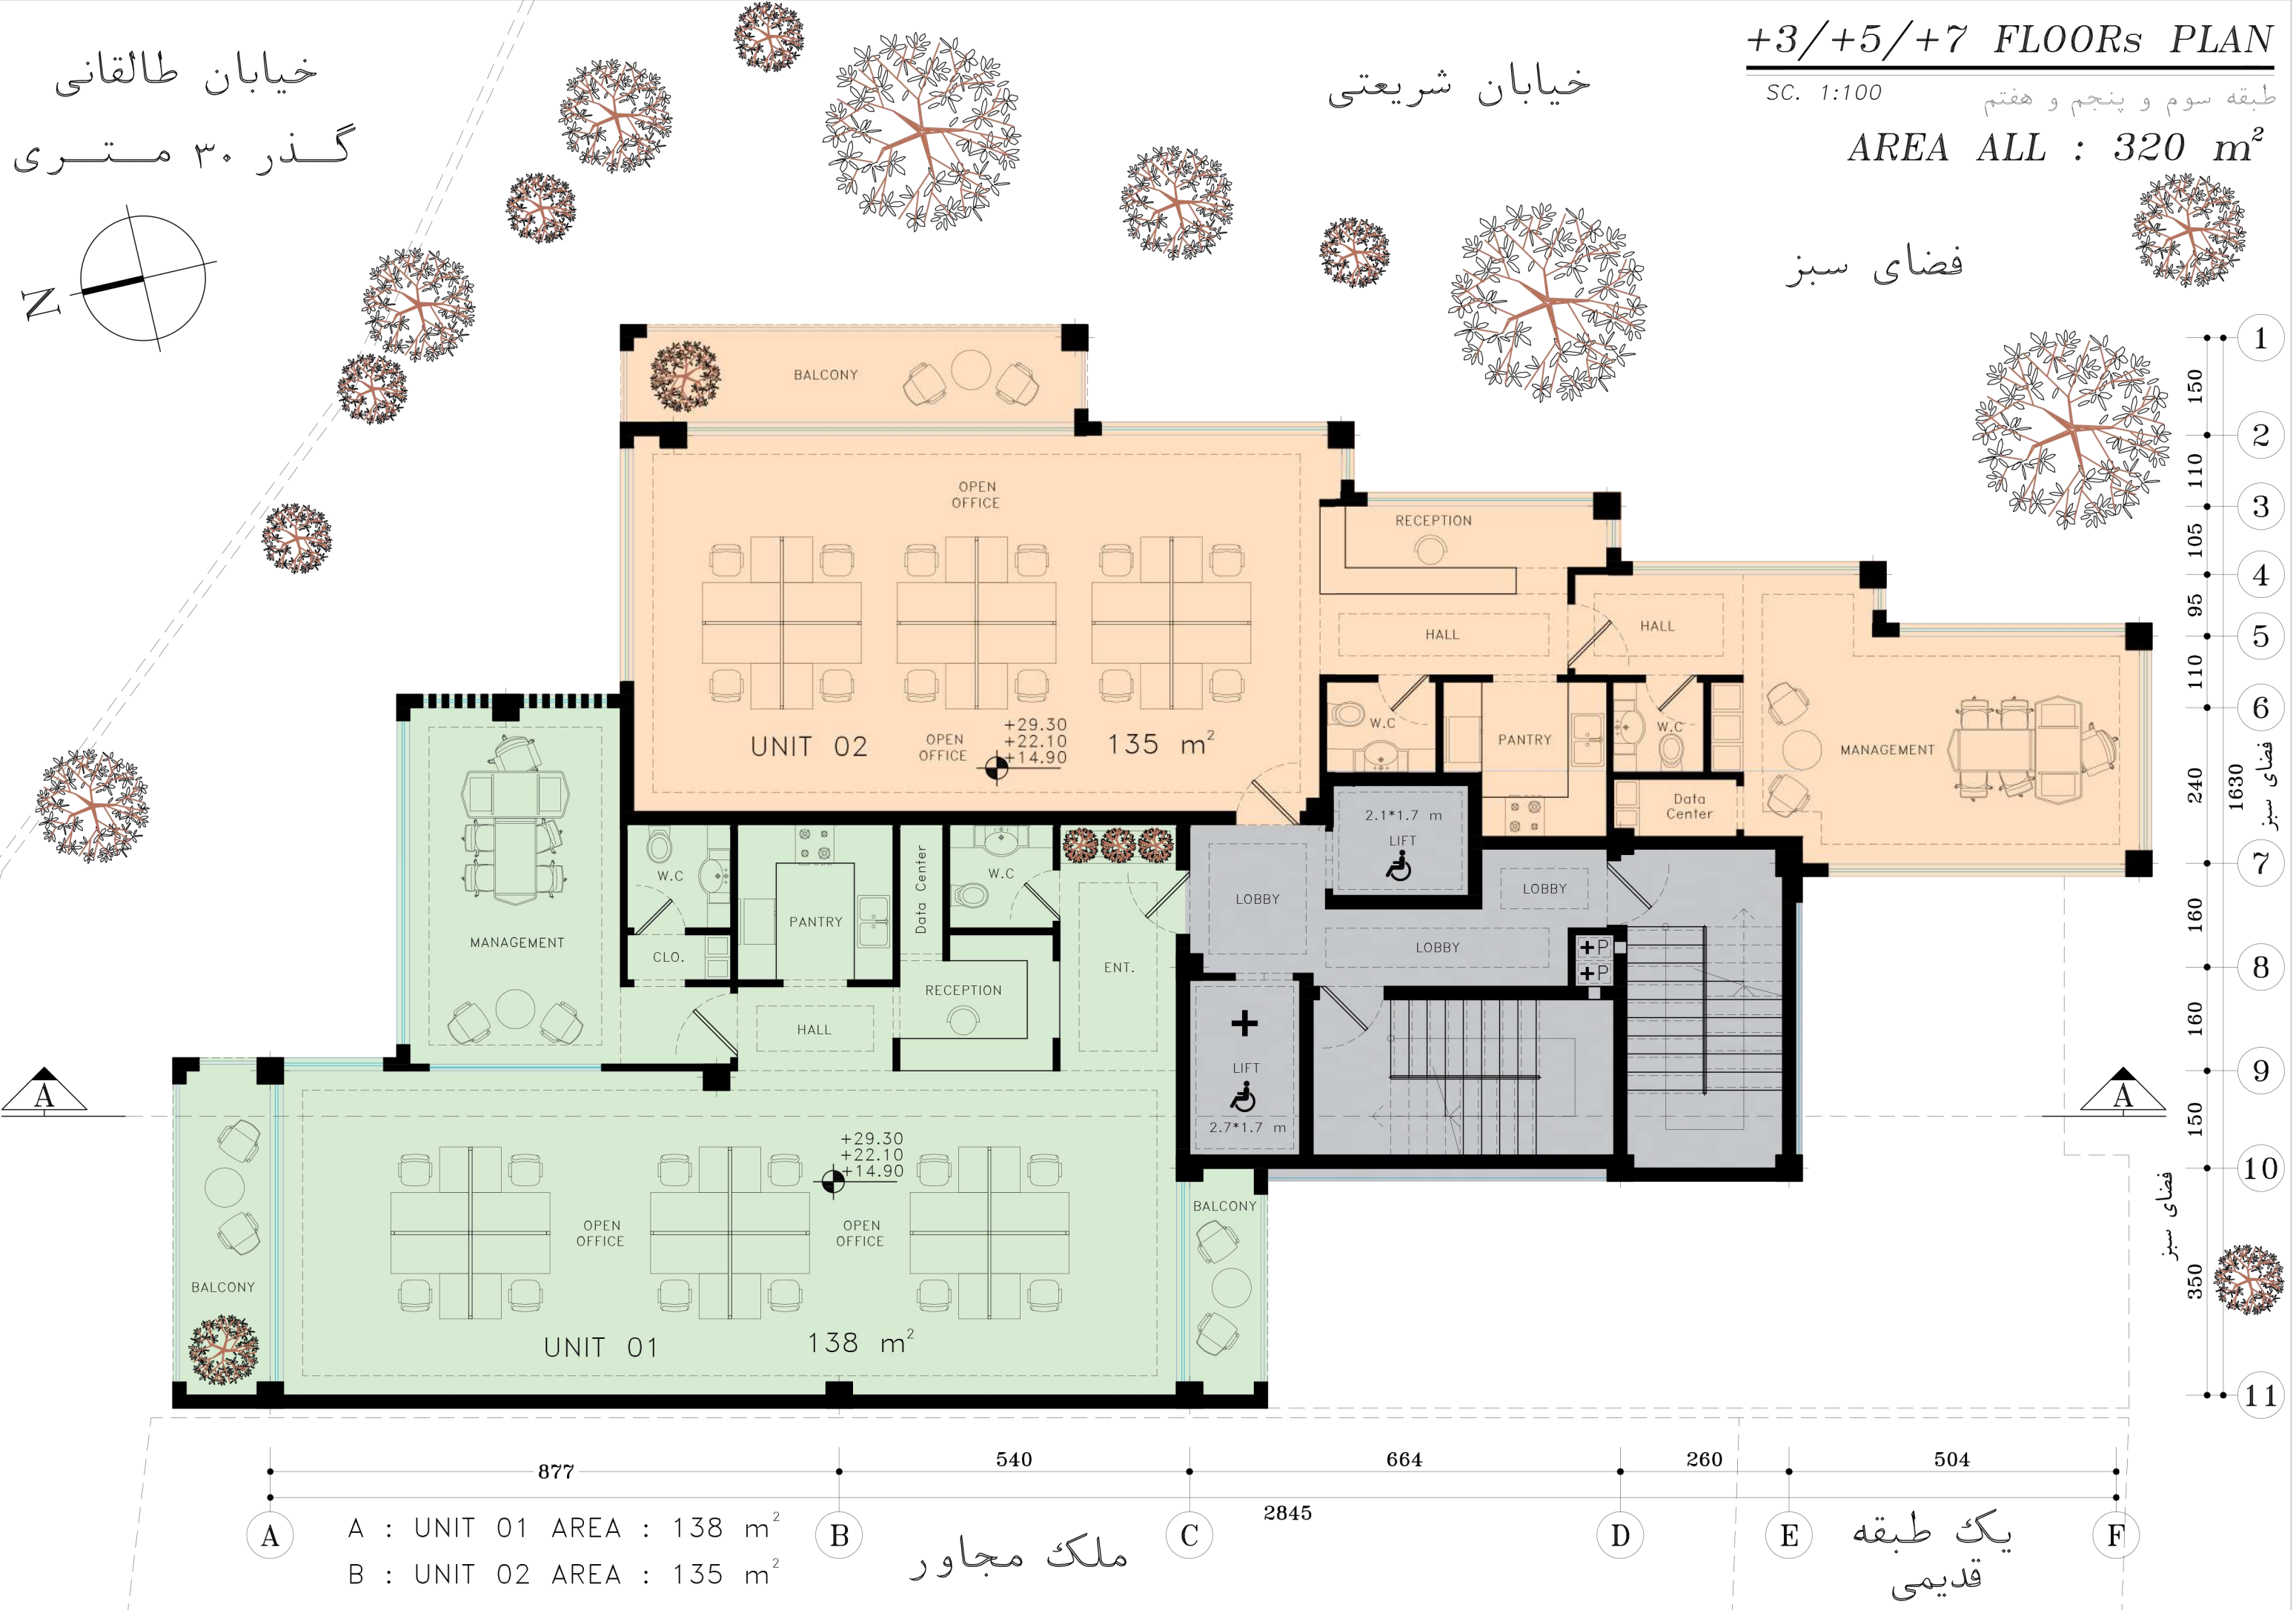 +3/+5/+7 FLOORs PLAN
SC. 1:100
طبقه سوم و پنجم و هفتم
AREA ALL : 320 m²
خیابان طالقانی
گذر ۳۰ متری
N
خیابان شریعتی
فضای سبز
BALCONY
OPEN
OFFICE
RECEPTION
HALL
HALL
W.C
PANTRY
W.C
MANAGEMENT
Data
Center
UNIT 02
OPEN
OFFICE
+29.30
+22.10
+14.90
135 m²
2.1*1.7 m
LIFT
LOBBY
LOBBY
LOBBY
+P
+P
LIFT
2.7*1.7 m
MANAGEMENT
W.C
CLO.
PANTRY
Data Center
W.C
RECEPTION
ENT.
HALL
+29.30
+22.10
+14.90
OPEN
OFFICE
OPEN
OFFICE
BALCONY
BALCONY
UNIT 01
138 m²
A
A
1
2
3
4
5
6
7
8
9
10
11
150
110
105
95
110
240
160
160
150
350
1630
فضای سبز
فضای سبز
877
540
664
260
504
2845
A
B
C
D
E
F
A : UNIT 01 AREA : 138 m²
B : UNIT 02 AREA : 135 m²
ملک مجاور
یک طبقه
قدیمی